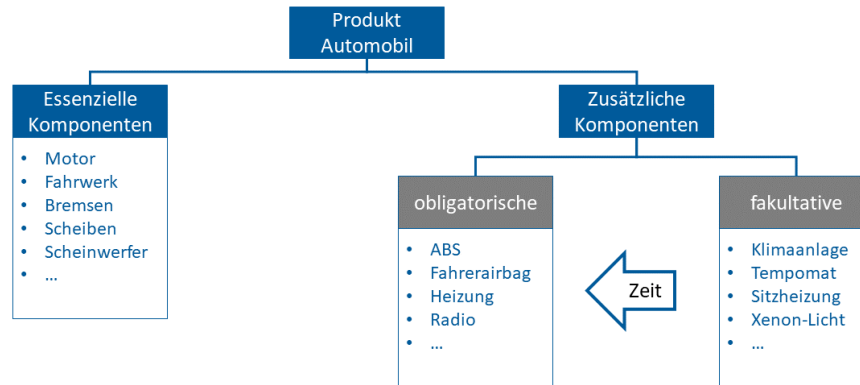 Produkt
Automobil
Essenzielle
Komponenten
• Motor
• Fahrwerk
• Bremsen
• Scheiben
• Scheinwerfer
• ...
Zusätzliche
Komponenten
obligatorische
• ABS
• Fahrerairbag
• Heizung
• Radio
• ...
Zeit
fakultative
• Klimaanlage
• Tempomat
• Sitzheizung
• Xenon-Licht
• ...